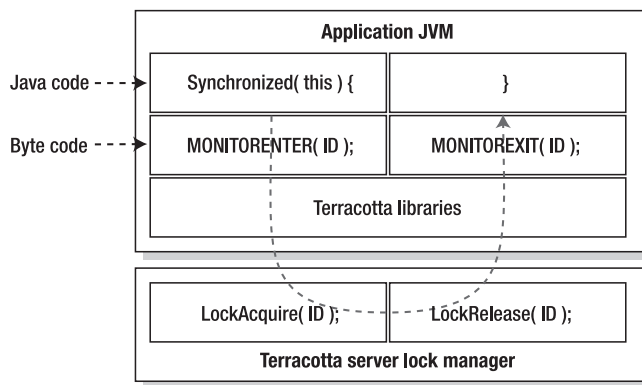 Application JVM
Java code
Synchronized( this ) {
}
Byte code
MONITORENTER( ID );
MONITOREXIT( ID );
Terracotta libraries
LockAcquire( ID );
LockRelease( ID );
Terracotta server lock manager